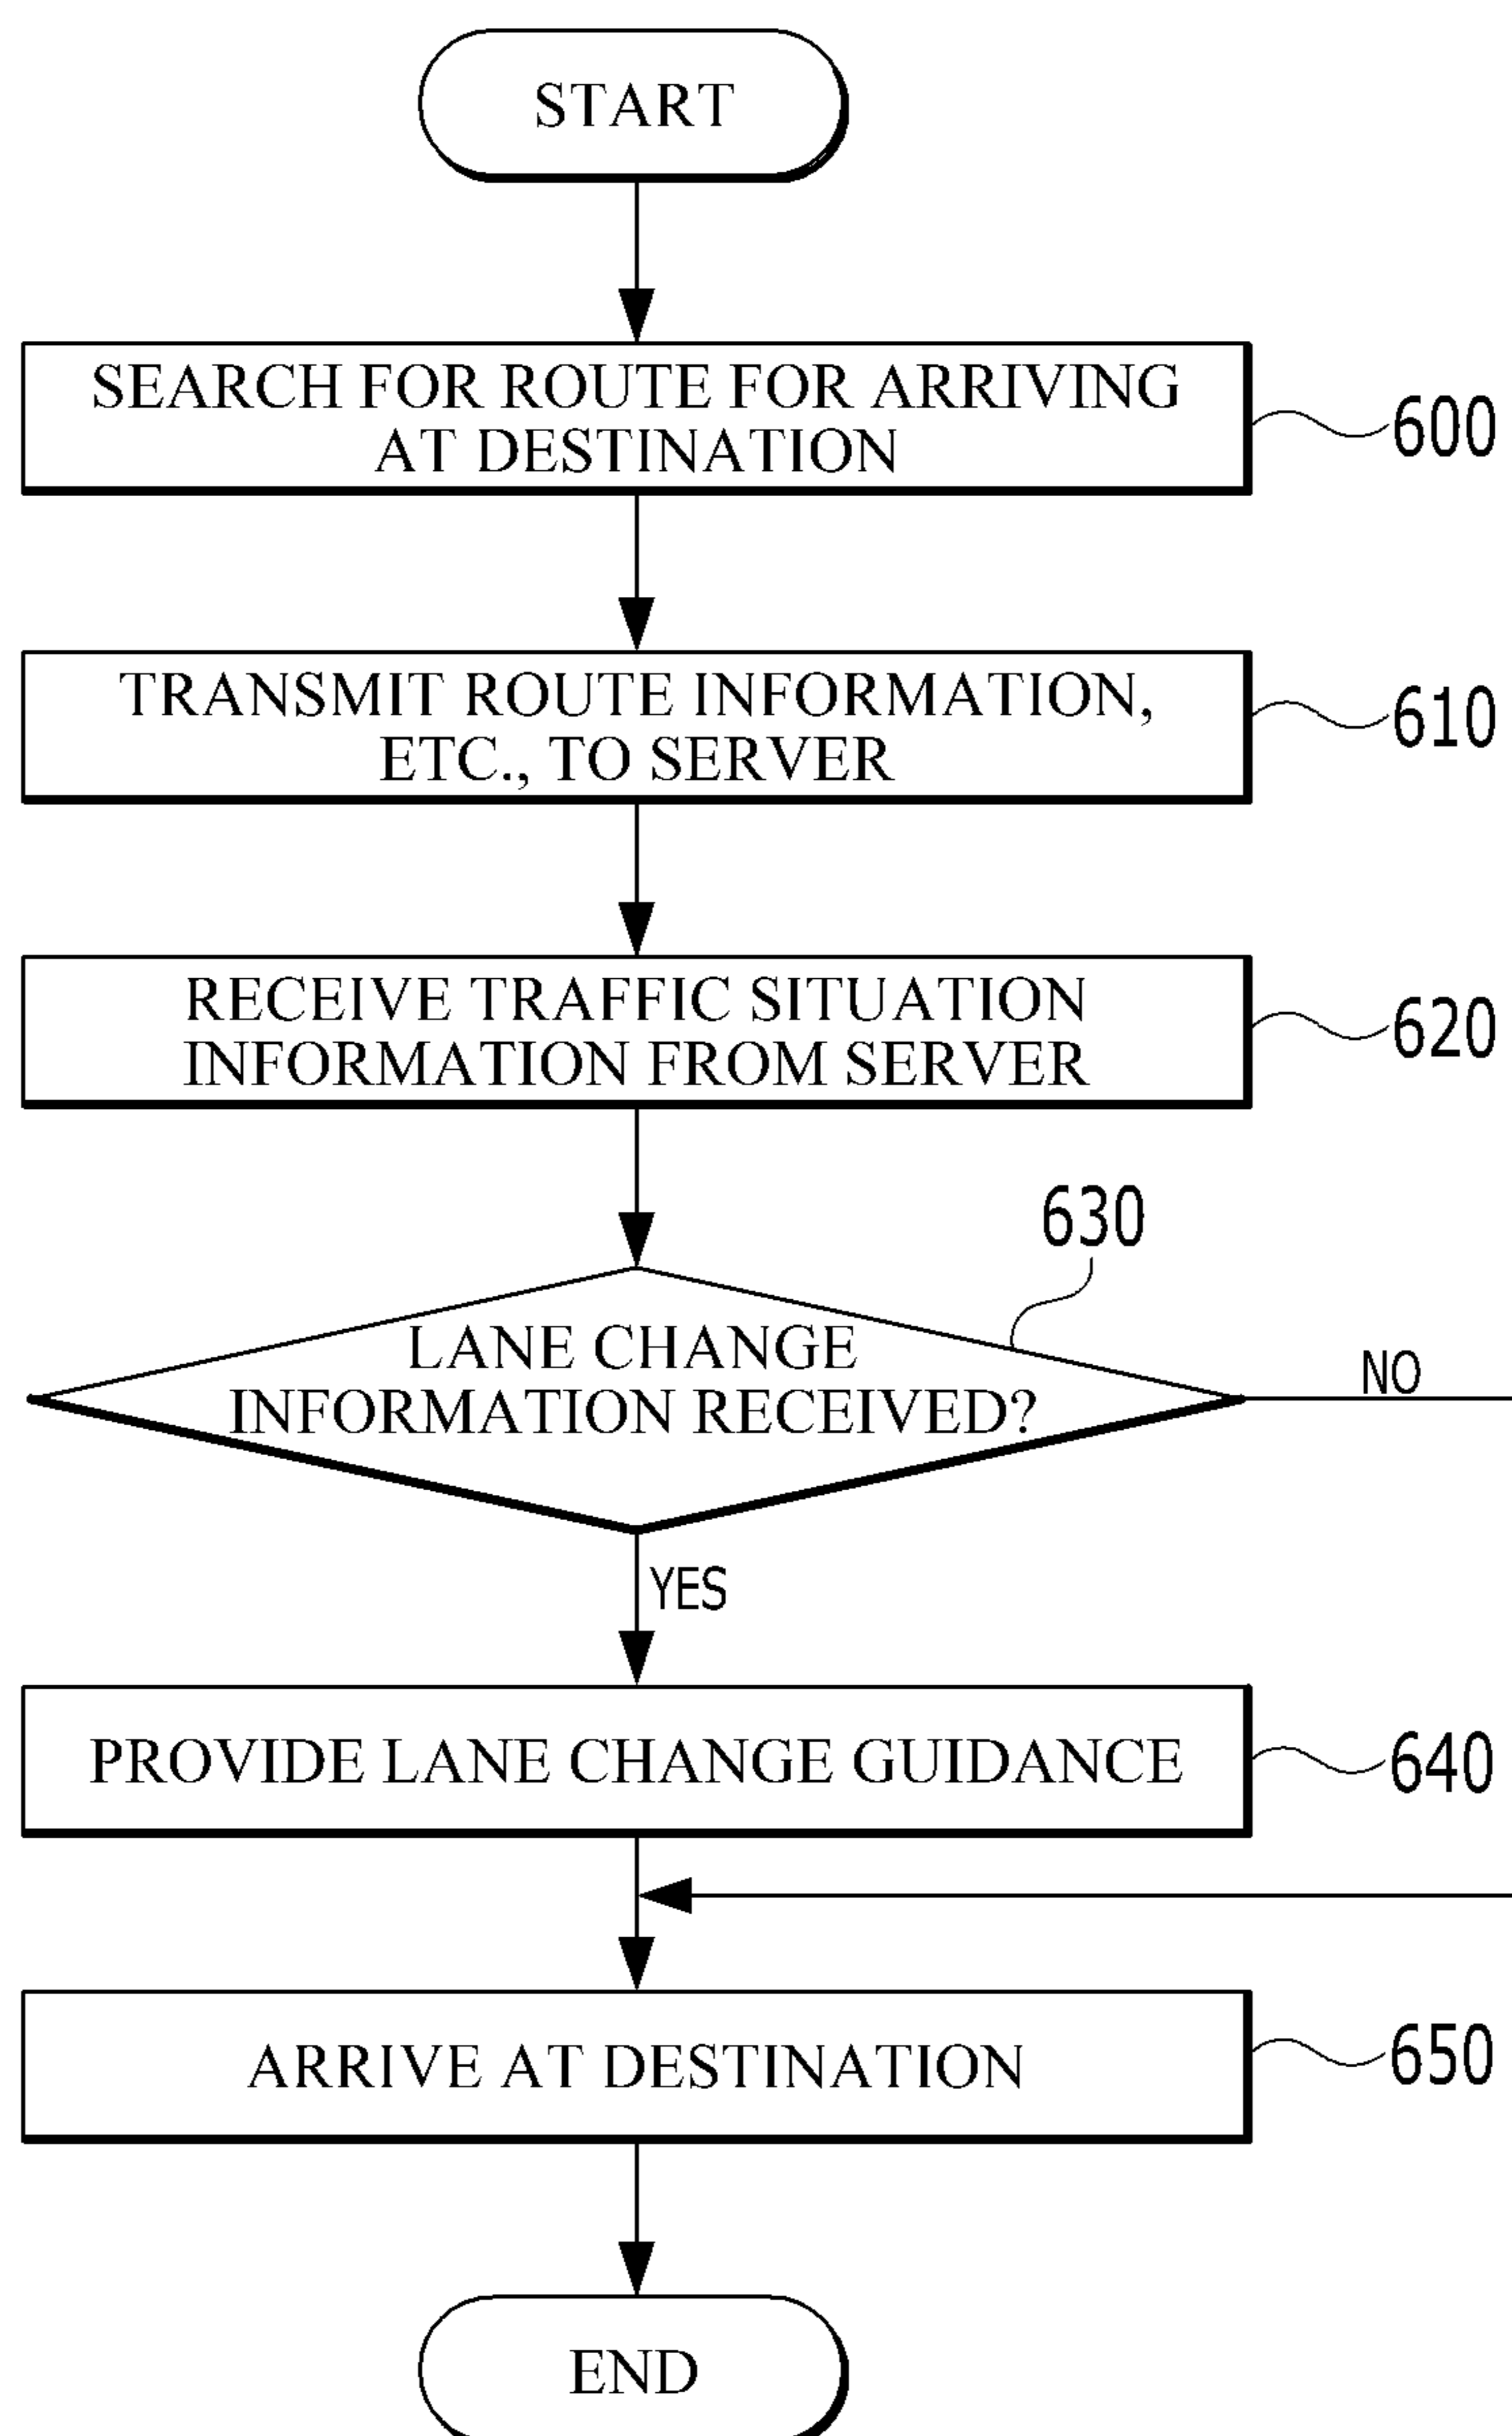 START
SEARCH FOR ROUTE FOR ARRIVING
AT DESTINATION
600
TRANSMIT ROUTE INFORMATION,
ETC., TO SERVER
610
RECEIVE TRAFFIC SITUATION
INFORMATION FROM SERVER
620
630
LANE CHANGE
INFORMATION RECEIVED?
NO
YES
PROVIDE LANE CHANGE GUIDANCE
640
ARRIVE AT DESTINATION
650
END